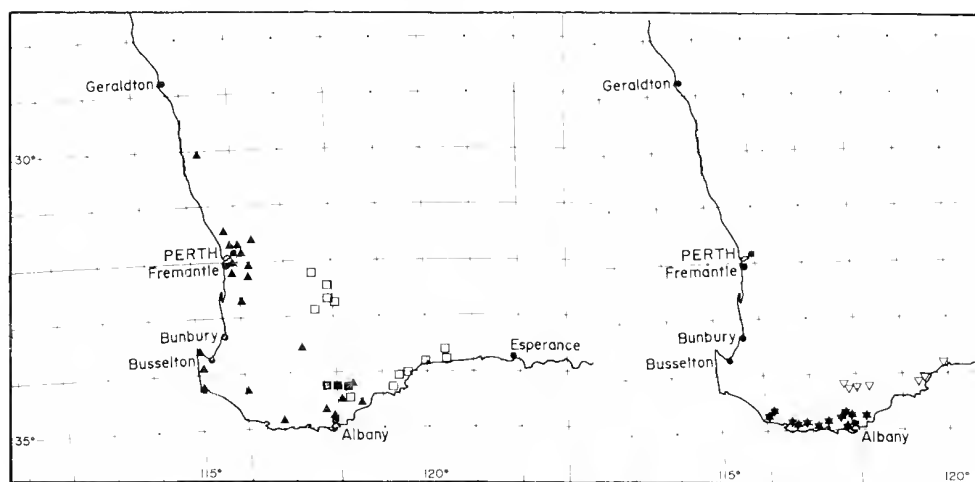 Geraldton
30°
PERTH
Fremantle
Bunbury
Busselton
Esperance
Albany
35°
115°
120°
Geraldton
PERTH
Fremantle
Bunbury
Busselton
Albany
115°
120°